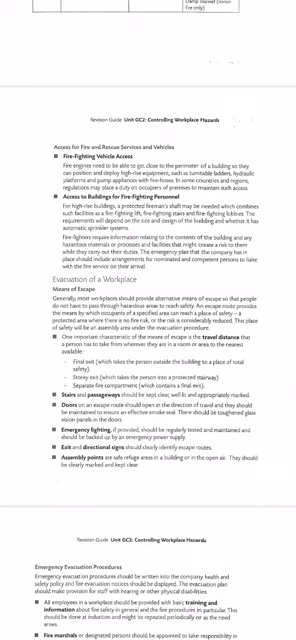 Damp Blanket (minor
fire only)
Revision Guide Unit GC2: Controlling Workplace Hazards
Access for Fire and Rescue Services and Vehicles
■ Fire-Fighting Vehicle Access
Fire engines need to be able to get close to the perimeter of a building so they
can position and deploy high-rise equipment, such as turntable ladders, hydraulic
platforms and pump appliances with fire-hoses. In some countries and regions,
regulations may place a duty on occupiers of premises to maintain such access.
■ Access to Buildings for Fire-Fighting Personnel
For high-rise buildings, a protected fireman's shaft may be needed which combines
such facilities as a fire-fighting lift, fire-fighting stairs and fire-fighting lobbies. The
requirements will depend on the size and design of the building and whether it has
automatic sprinkler systems.
Fire-fighters require information relating to the contents of the building and any
hazardous materials or processes and facilities that might create a risk to them
while they carry out their duties. The emergency plan that the company has in
place should include arrangements for nominated and competent persons to liaise
with the fire service on their arrival.
Evacuation of a Workplace
Means of Escape
Generally, most workplaces should provide alternative means of escape so that people
do not have to pass through hazardous areas to reach safety. An escape route provides
the means by which occupants of a specified area can reach a place of safety – a
protected area where there is no fire risk, or the risk is considerably reduced. This place
of safety will be an assembly area under the evacuation procedure.
■ One important characteristic of the means of escape is the travel distance that
a person has to take from wherever they are in a room or area to the nearest
available:
– Final exit (which takes the person outside the building to a place of total
safety).
– Storey exit (which takes you into a protected stairway).
– Separate fire compartment (which contains a final exit).
■ Stairs and passageways should be kept clear, well lit and appropriately marked.
■ Doors on an escape route should open in the direction of travel and they should
be maintained to ensure an effective smoke seal. There should be toughened glass
vision panels in the doors.
■ Emergency lighting, if provided, should be regularly tested and maintained and
should be backed up by an emergency power supply.
■ Exit and directional signs should clearly identify escape routes.
■ Assembly points are safe refuge areas in a building or in the open air. They should
be clearly marked and kept clear
Revision Guide Unit GC2: Controlling Workplace Hazards
Emergency Evacuation Procedures
Emergency evacuation procedures should be written into the company health and
safety policy and fire evacuation notices should be displayed. The evacuation plan
should make provision for staff with hearing or other physical disabilities.
■ All employees in a workplace should be provided with basic training and
information about fire safety in general and the fire procedures in particular. This
should be done at induction and might be repeated periodically or as the need
arises.
■ Fire marshals or designated persons should be appointed to take responsibility in